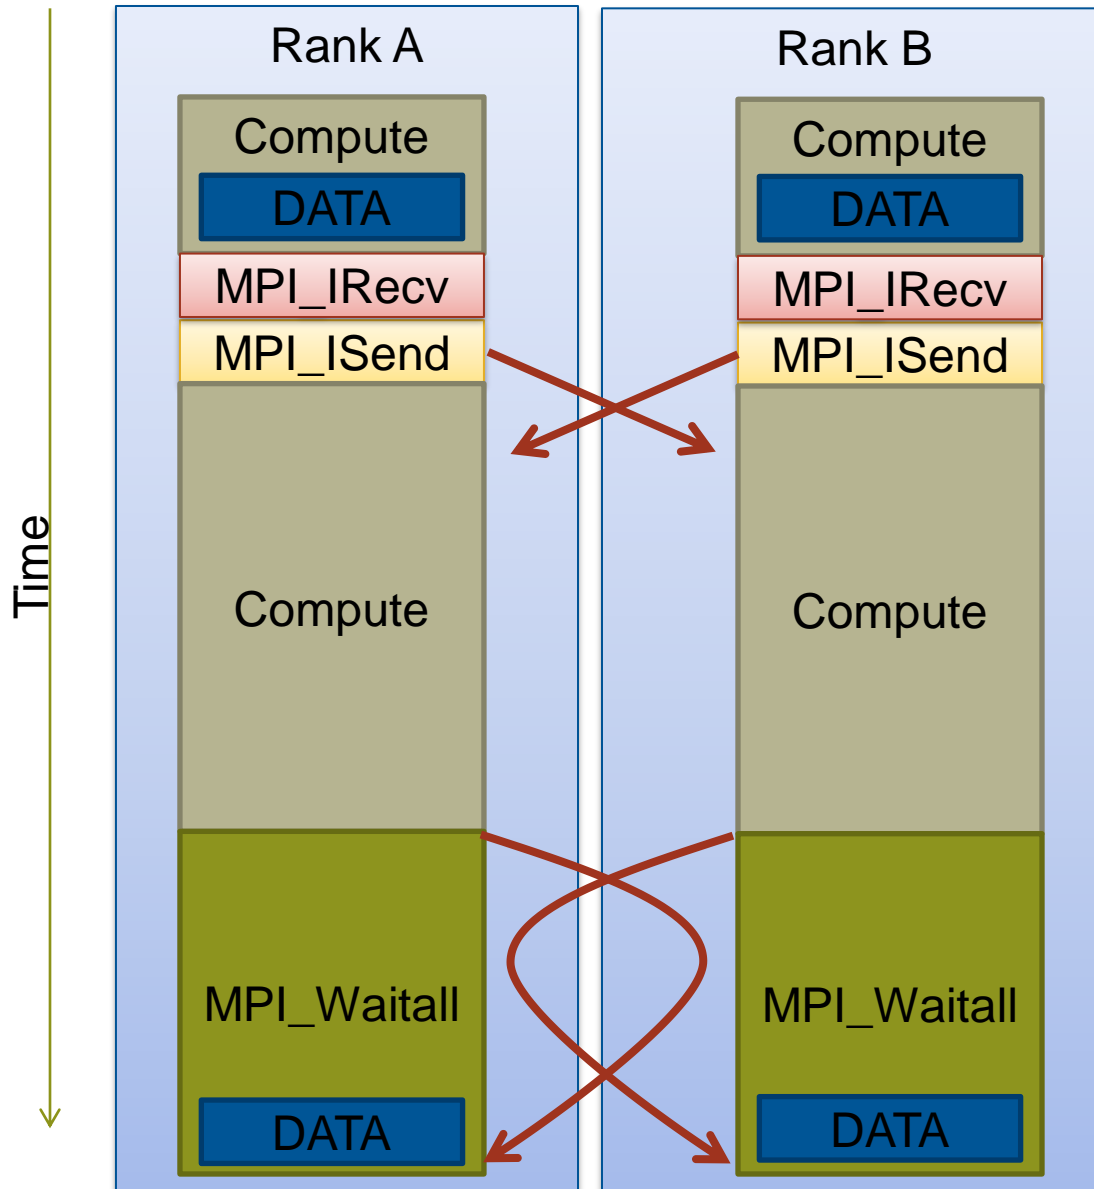 Time
Rank A
Compute
DATA
MPI_IRecv
MPI_ISend
Compute
MPI_Waitall
DATA
Rank B
Compute
DATA
MPI_IRecv
MPI_ISend
Compute
MPI_Waitall
DATA